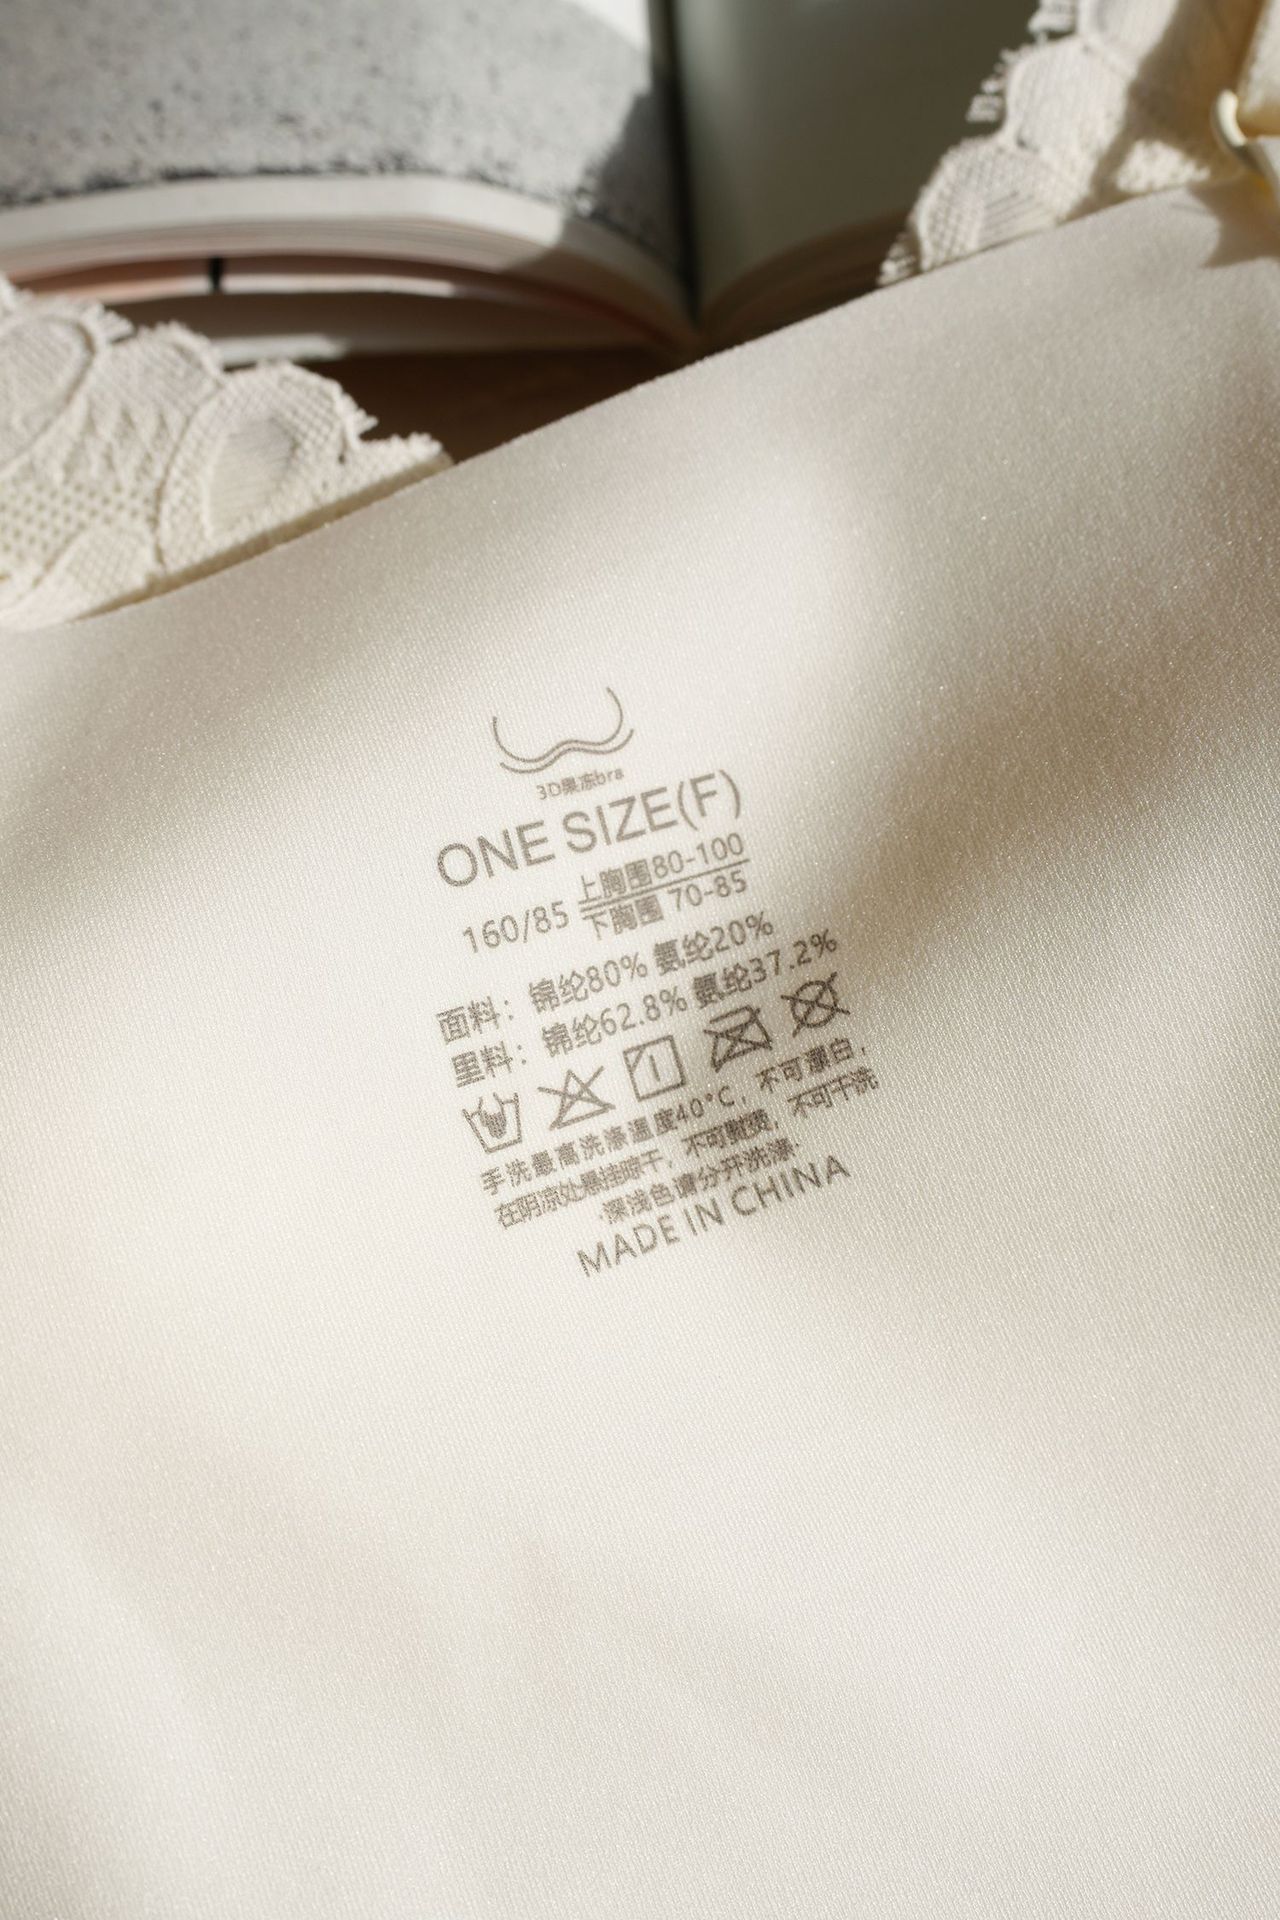 3D果冻bra
ONE SIZE(F)
160/85 上胸围80-100
下胸围 70-85
面料：锦纶80% 氨纶20%
里料：锦纶62.8% 氨纶37.2%
手洗最高洗涤温度40°C，不可漂白，
在阴凉处悬挂晾干，不可熨烫，不可干洗
·深浅色请分开洗涤·
MADE IN CHINA